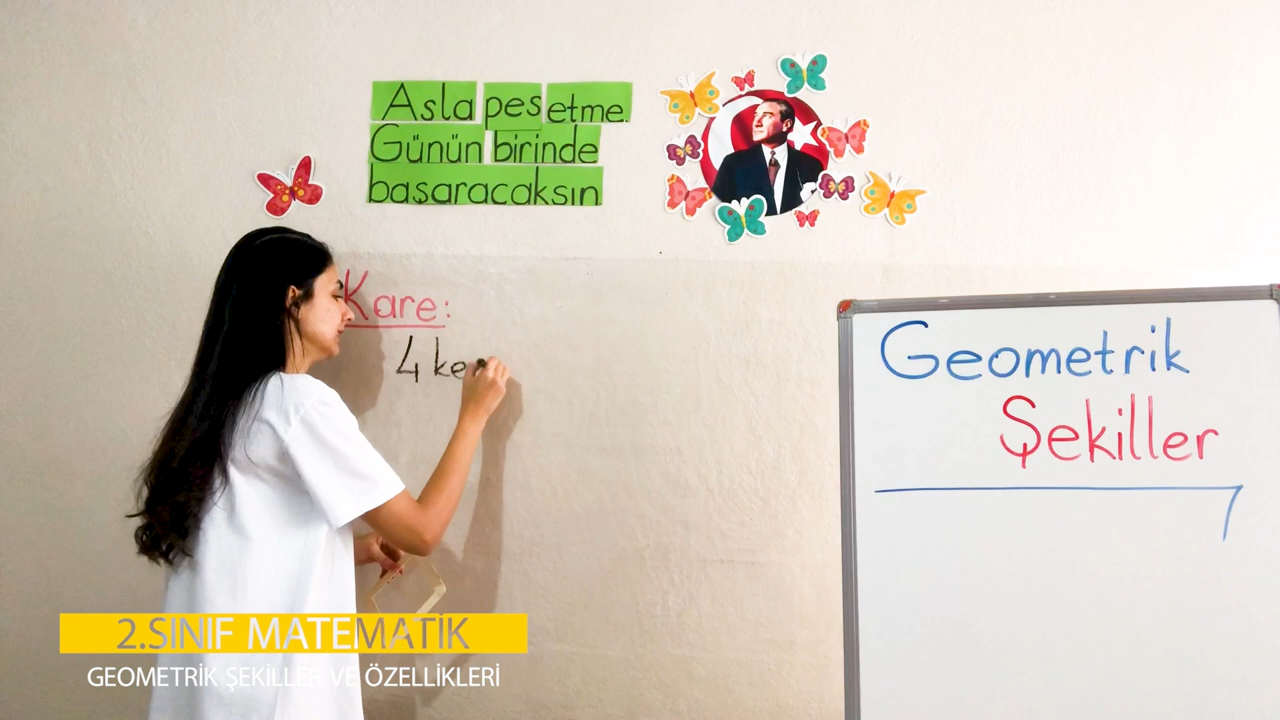 Asla pes etme.
Günün birinde
başaracaksın.
Kare:
4 ke
Geometrik
Şekiller
2.SINIF MATEMATİK
GEOMETRİK ŞEKİLLER VE ÖZELLİKLERİ